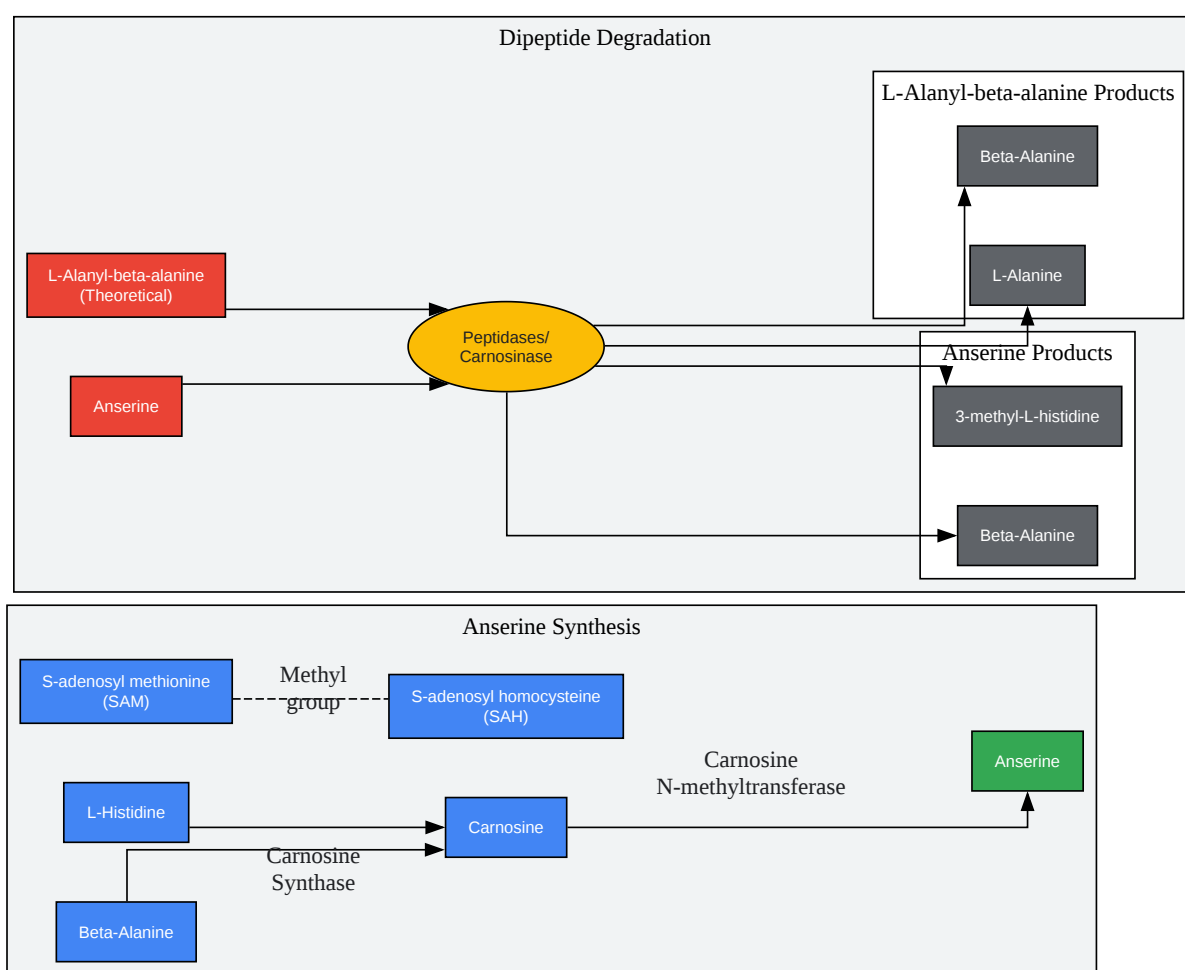 Dipeptide Degradation
L-Alanyl-beta-alanine Products
Beta-Alanine
L-Alanyl-beta-alanine
(Theoretical)
L-Alanine
Peptidases/
Carnosinase
Anserine Products
Anserine
3-methyl-L-histidine
Beta-Alanine
Anserine Synthesis
S-adenosyl methionine
(SAM)
Methyl
group
S-adenosyl homocysteine
(SAH)
Carnosine
N-methyltransferase
Anserine
L-Histidine
Carnosine
Carnosine
Synthase
Beta-Alanine